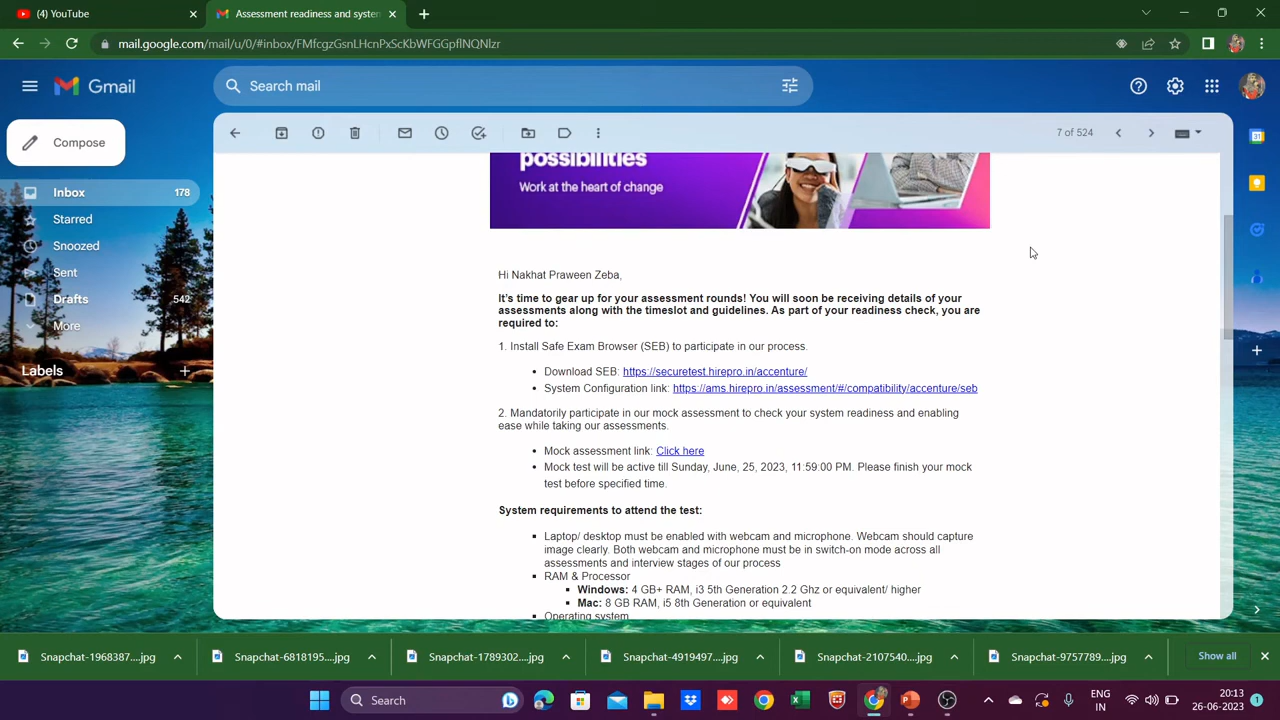 (4) YouTube
Assessment readiness and system
mail.google.com/mail/u/0/#inbox/FMfcgzGsnLHcnPxScKbWFGGpflNQNlzr
Gmail
Search mail
Compose
7 of 524
Inbox 178
Starred
Snoozed
Sent
Drafts 542
More
Labels
possibilities
Work at the heart of change
Hi Nakhat Praween Zeba,
It's time to gear up for your assessment rounds! You will soon be receiving details of your
assessments along with the timeslot and guidelines. As part of your readiness check, you are
required to:
1. Install Safe Exam Browser (SEB) to participate in our process.
Download SEB: https://securetest.hirepro.in/accenture/
System Configuration link: https://ams.hirepro.in/assessment/#/compatibility/accenture/seb
2. Mandatorily participate in our mock assessment to check your system readiness and enabling
ease while taking our assessments.
Mock assessment link: Click here
Mock test will be active till Sunday, June, 25, 2023, 11:59:00 PM. Please finish your mock
test before specified time.
System requirements to attend the test:
Laptop/ desktop must be enabled with webcam and microphone. Webcam should capture
image clearly. Both webcam and microphone must be in switch-on mode across all
assessments and interview stages of our process
RAM & Processor
Windows: 4 GB+ RAM, i3 5th Generation 2.2 Ghz or equivalent/ higher
Mac: 8 GB RAM, i5 8th Generation or equivalent
Operating system
Snapchat-1968387....jpg
Snapchat-6818195....jpg
Snapchat-1789302....jpg
Snapchat-4919497....jpg
Snapchat-2107540....jpg
Snapchat-9757789....jpg
Show all
Search
ENG
IN
20:13
26-06-2023
1